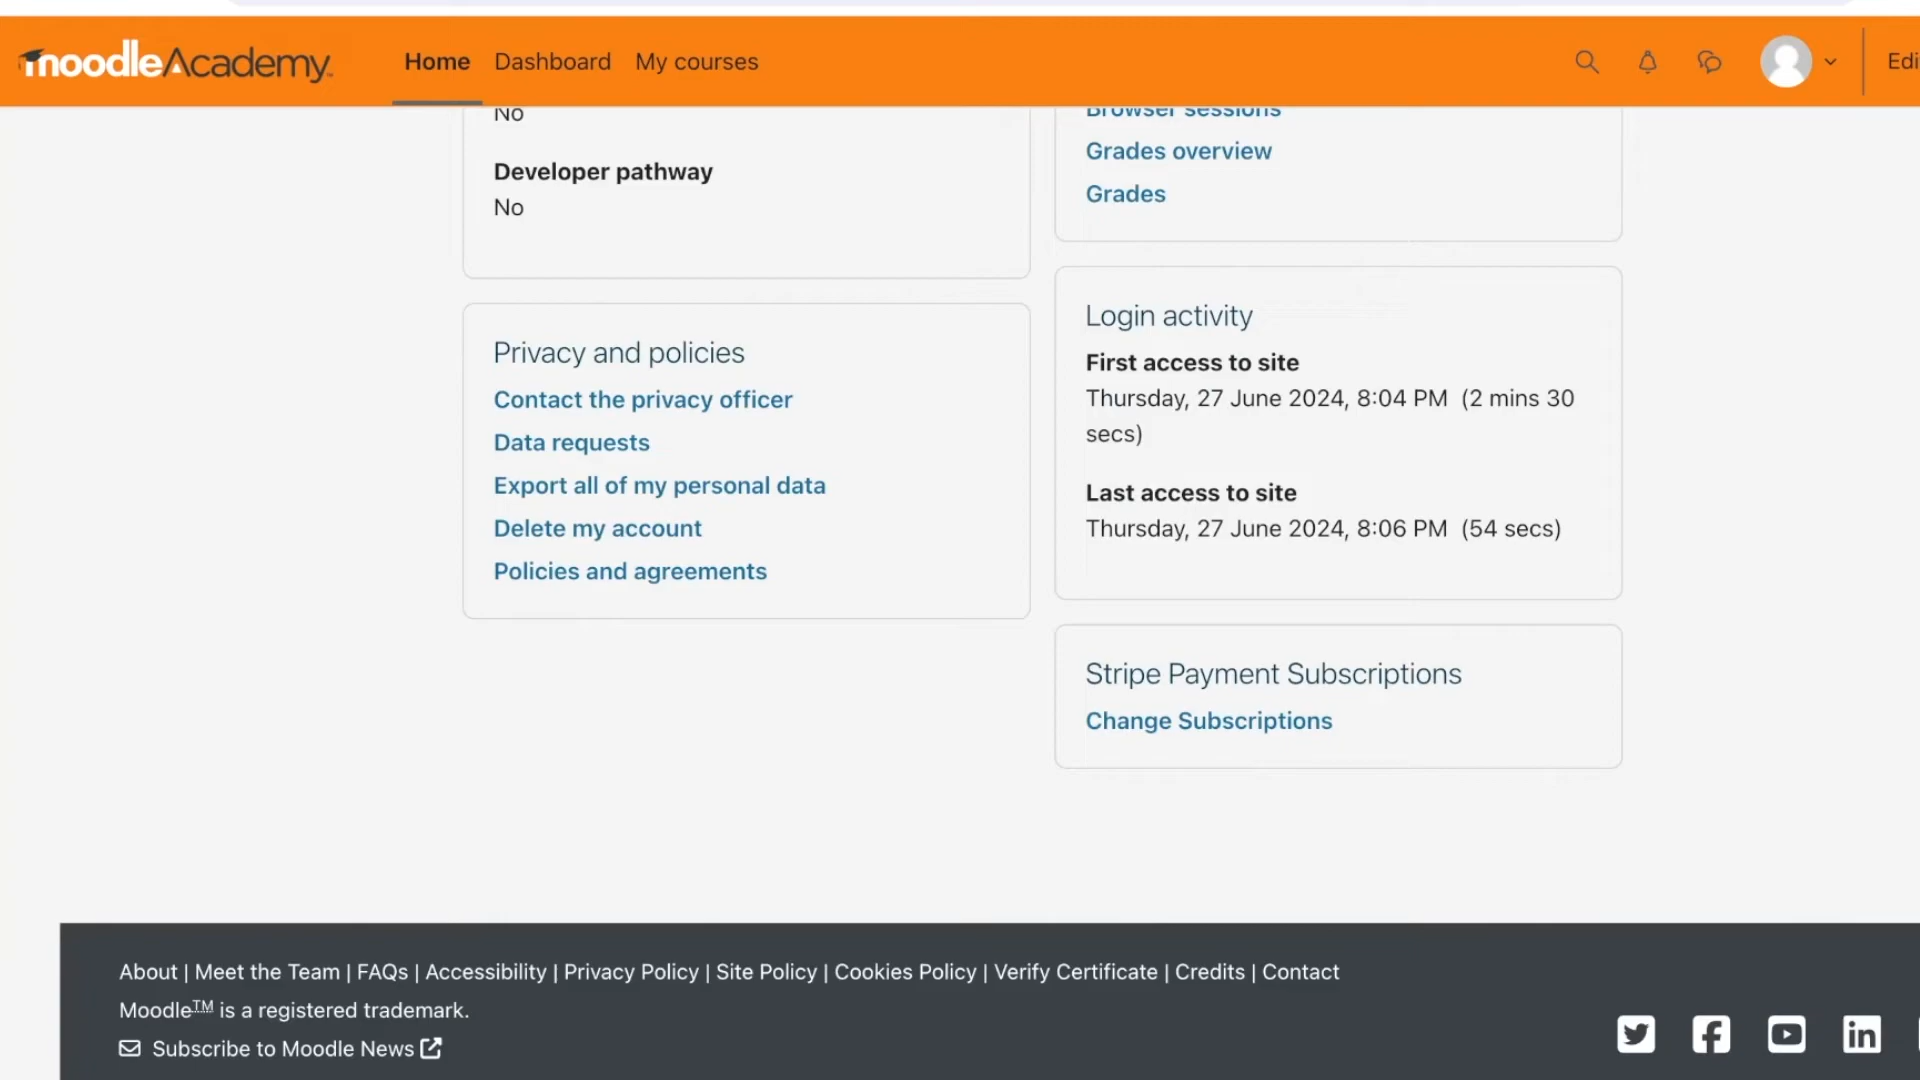 moodleAcademy™
Home Dashboard My courses
Edi
No
Developer pathway
No
Privacy and policies
Contact the privacy officer
Data requests
Export all of my personal data
Delete my account
Policies and agreements
Browser sessions
Grades overview
Grades
Login activity
First access to site
Thursday, 27 June 2024, 8:04 PM (2 mins 30
secs)
Last access to site
Thursday, 27 June 2024, 8:06 PM (54 secs)
Stripe Payment Subscriptions
Change Subscriptions
About | Meet the Team | FAQs | Accessibility | Privacy Policy | Site Policy | Cookies Policy | Verify Certificate | Credits | Contact
Moodle™ is a registered trademark.
Subscribe to Moodle News